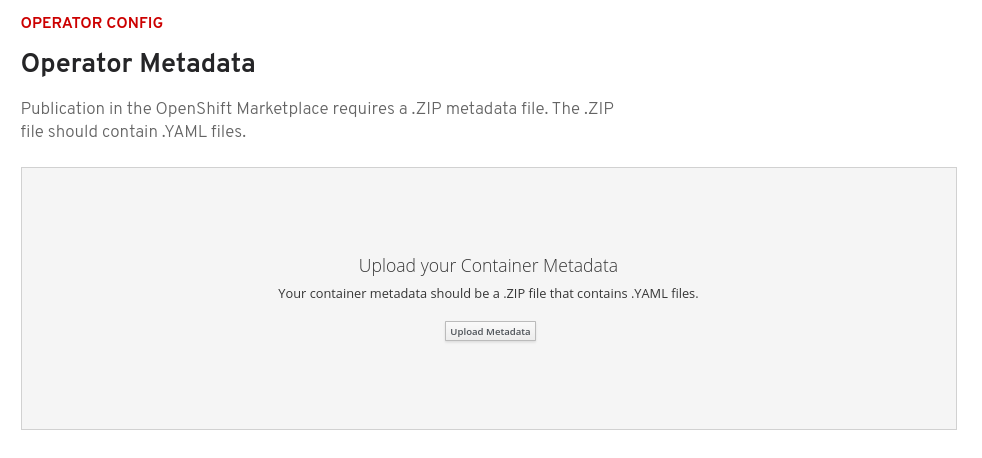 OPERATOR CONFIG
Operator Metadata
Publication in the OpenShift Marketplace requires a .ZIP metadata file. The .ZIP
file should contain .YAML files.
Upload your Container Metadata
Your container metadata should be a .ZIP file that contains .YAML files.
Upload Metadata